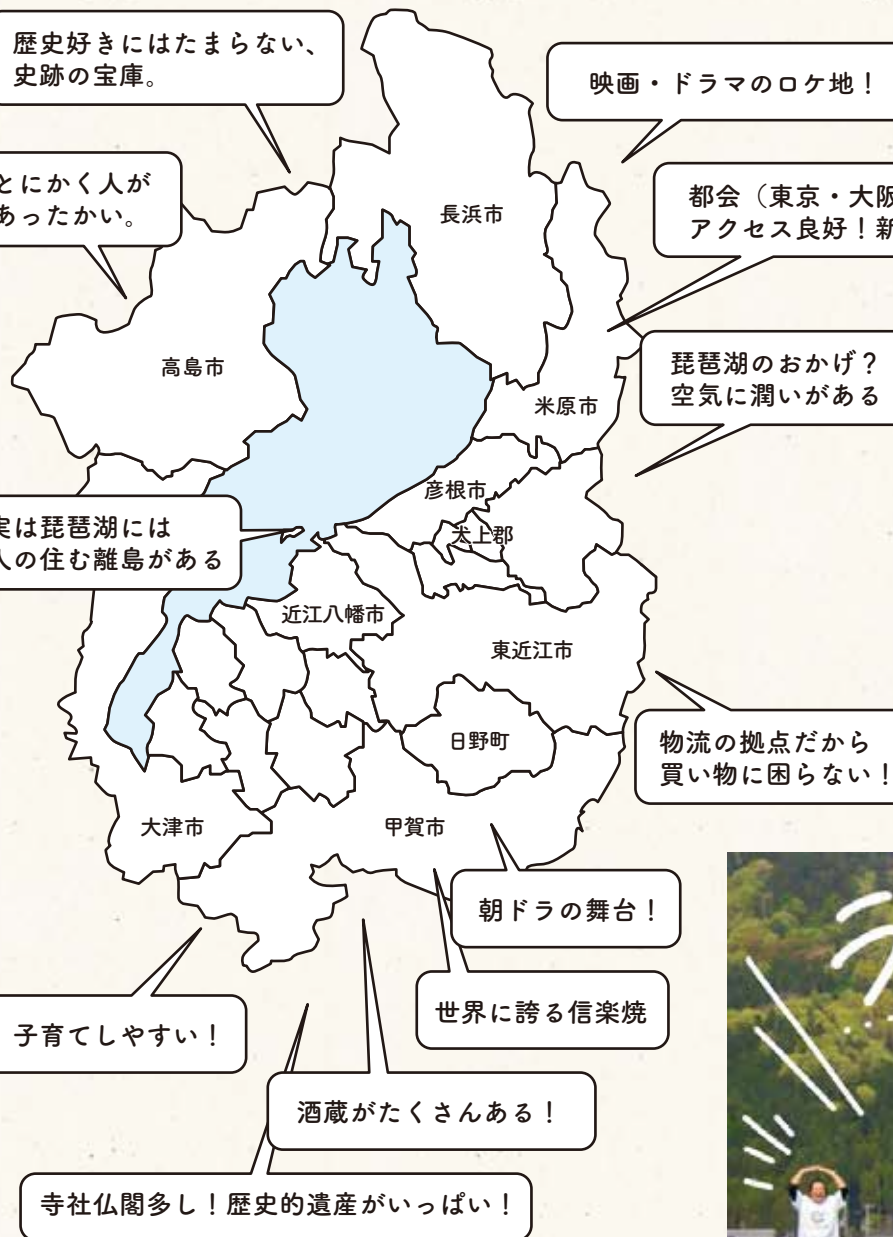 歴史好きにはたまらない、
史跡の宝庫。
映画・ドラマのロケ地！
とにかく人が
あったかい。
都会（東京・大阪
アクセス良好！新
長浜市
高島市
琵琶湖のおかげ？
空気に潤いがある
米原市
彦根市
犬上郡
実は琵琶湖には
人の住む離島がある
近江八幡市
東近江市
日野町
物流の拠点だから
買い物に困らない！
大津市
甲賀市
朝ドラの舞台！
世界に誇る信楽焼
子育てしやすい！
酒蔵がたくさんある！
寺社仏閣多し！歴史的遺産がいっぱい！